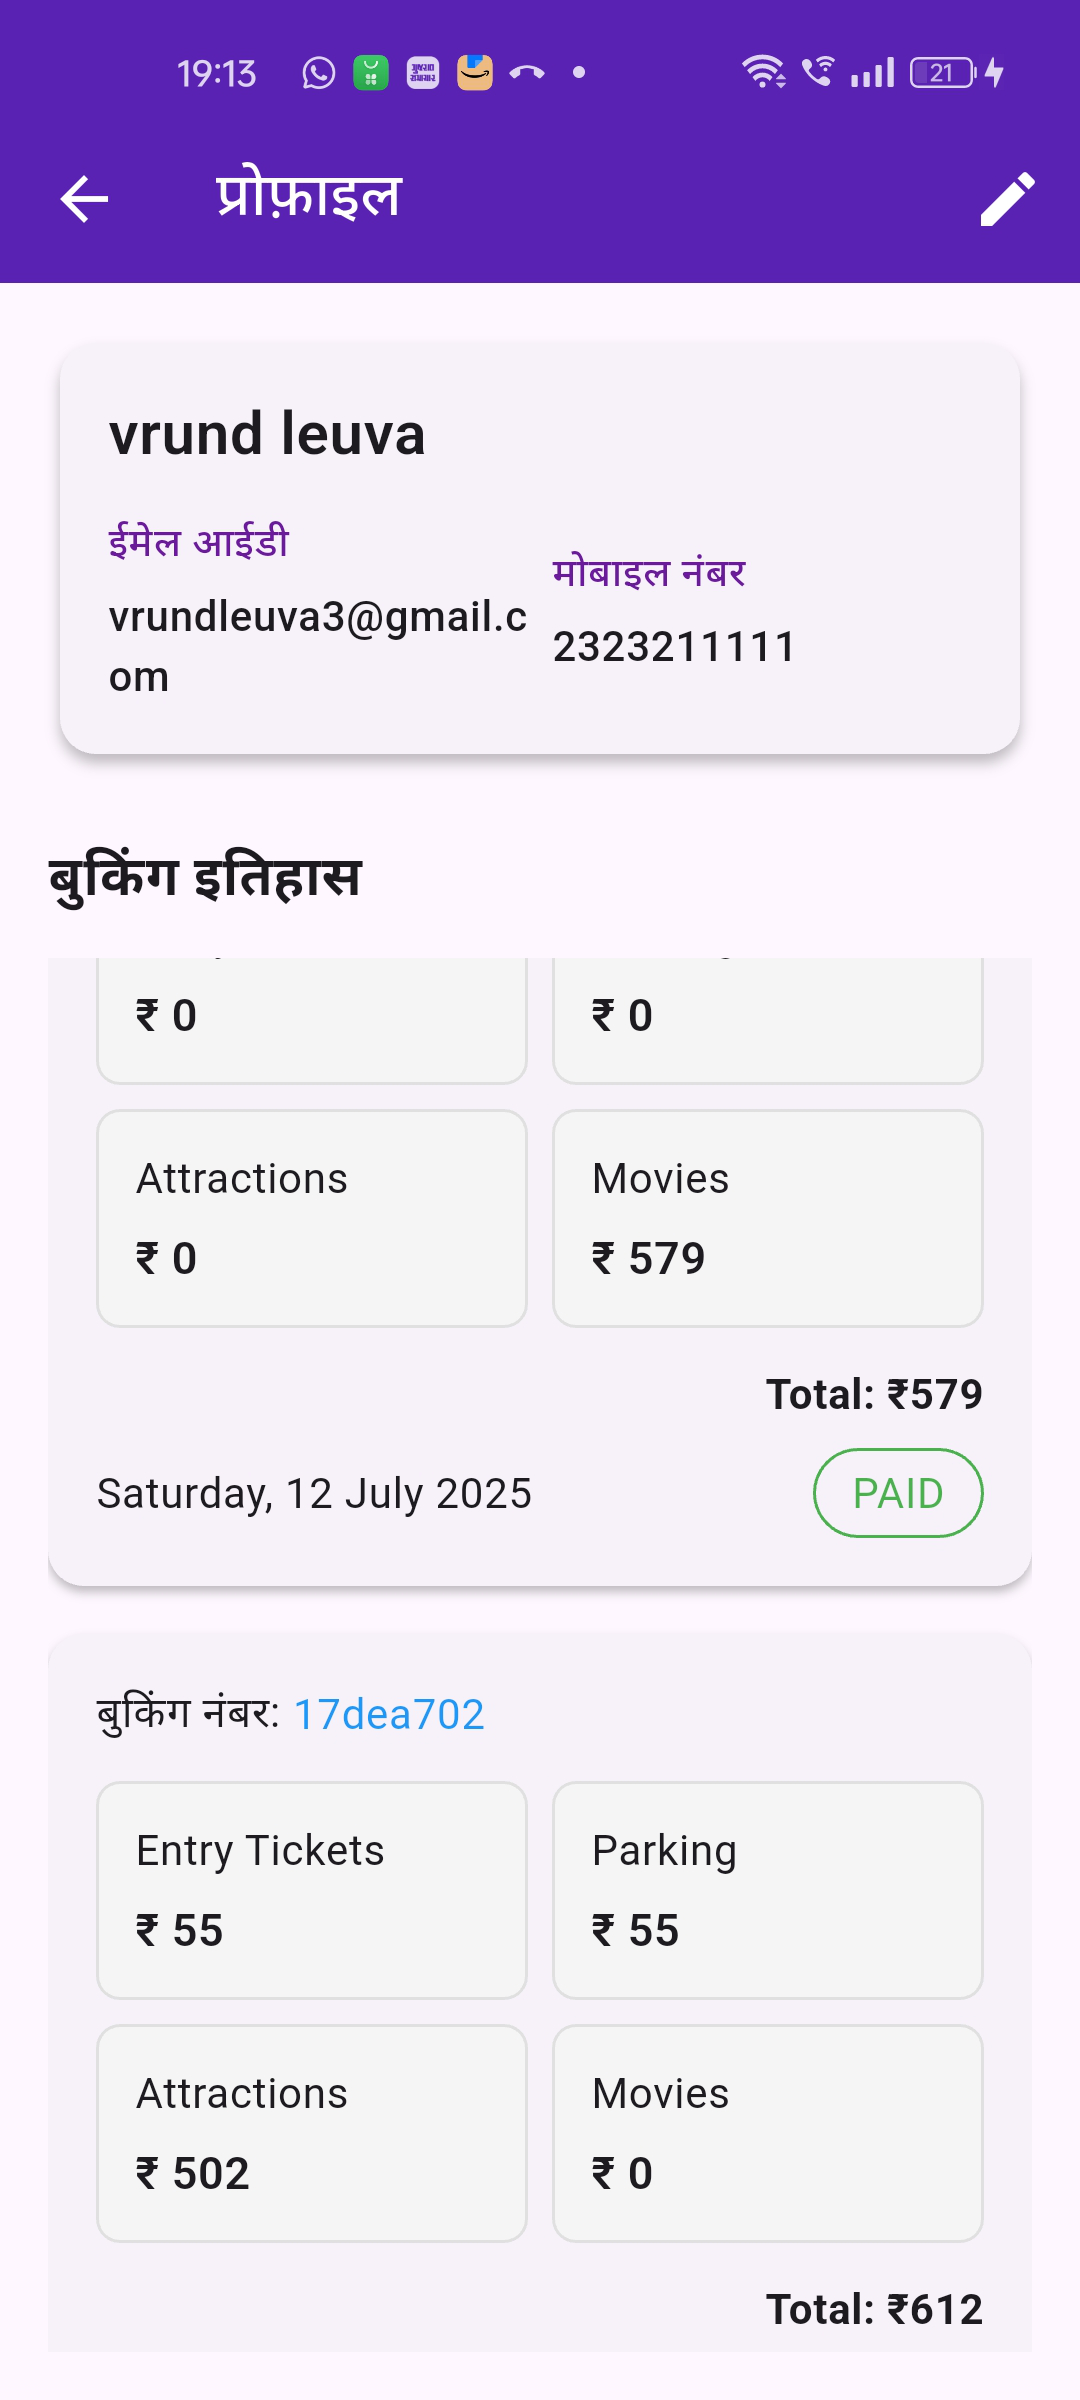 19:13
21
प्रोफ़ाइल
vrund leuva
ईमेल आईडी
vrundleuva3@gmail.c
om
मोबाइल नंबर
2323211111
बुकिंग इतिहास
₹ 0
₹ 0
Attractions
₹ 0
Movies
₹ 579
Total: ₹579
Saturday, 12 July 2025
PAID
बुकिंग नंबर: 17dea702
Entry Tickets
₹ 55
Parking
₹ 55
Attractions
₹ 502
Movies
₹ 0
Total: ₹612